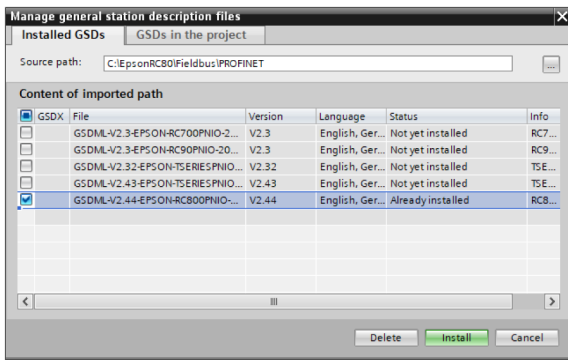 Manage general station description files X
Installed GSDs GSDs in the project
Source path: C:\EpsonRC80\Fieldbus\PROFINET ...
Content of imported path
GSDX File Version Language Status Info
GSDML-V2.3-EPSON-RC700PNIO-2... V2.3 English, Ger... Not yet installed RC7...
GSDML-V2.3-EPSON-RC90PNIO-20... V2.3 English, Ger... Not yet installed RC9...
GSDML-V2.32-EPSON-TSERIESPNIO... V2.32 English, Ger... Not yet installed TSE...
GSDML-V2.43-EPSON-TSERIESPNIO... V2.43 English, Ger... Not yet installed TSE...
GSDML-V2.44-EPSON-RC800PNIO-... V2.44 English, Ger... Already installed RC8...
Delete Install Cancel